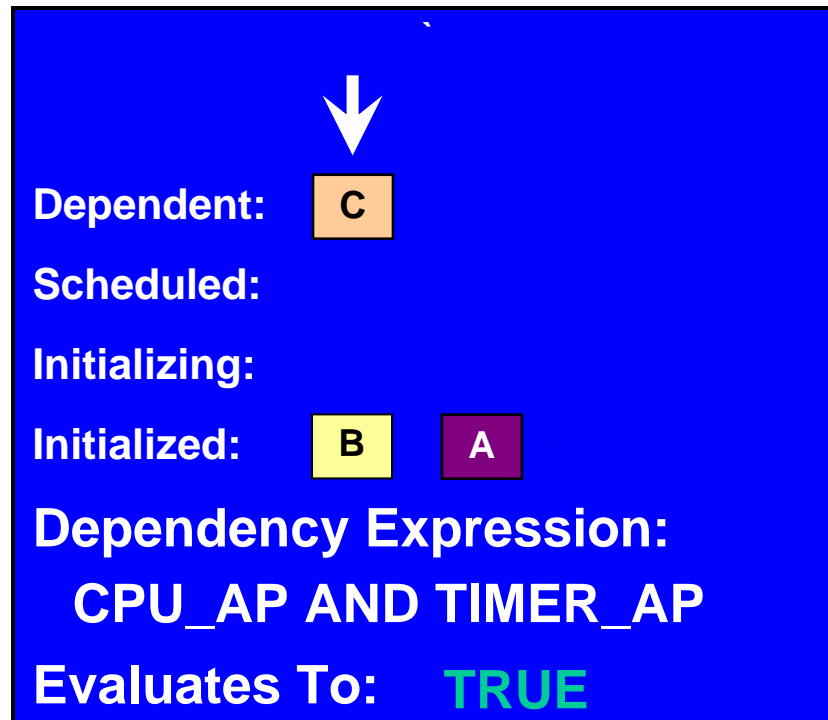 `
Dependent: C
Scheduled:
Initializing:
Initialized: B A
Dependency Expression:
CPU_AP AND TIMER_AP
Evaluates To: TRUE